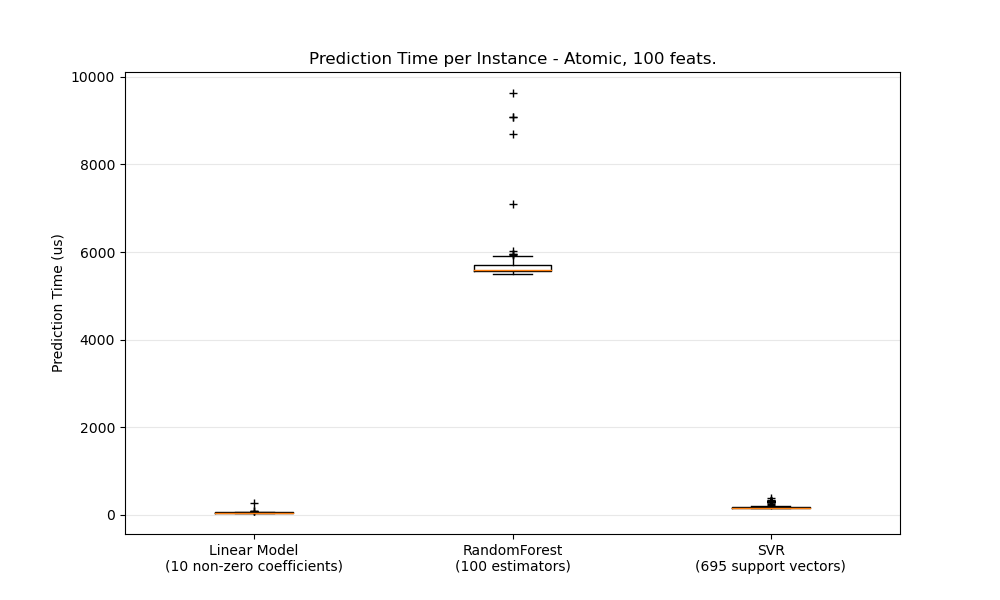 Prediction Time per Instance - Atomic, 100 feats.
10000
8000
6000
4000
2000
0
Prediction Time (us)
Linear Model
(10 non-zero coefficients)
RandomForest
(100 estimators)
SVR
(695 support vectors)